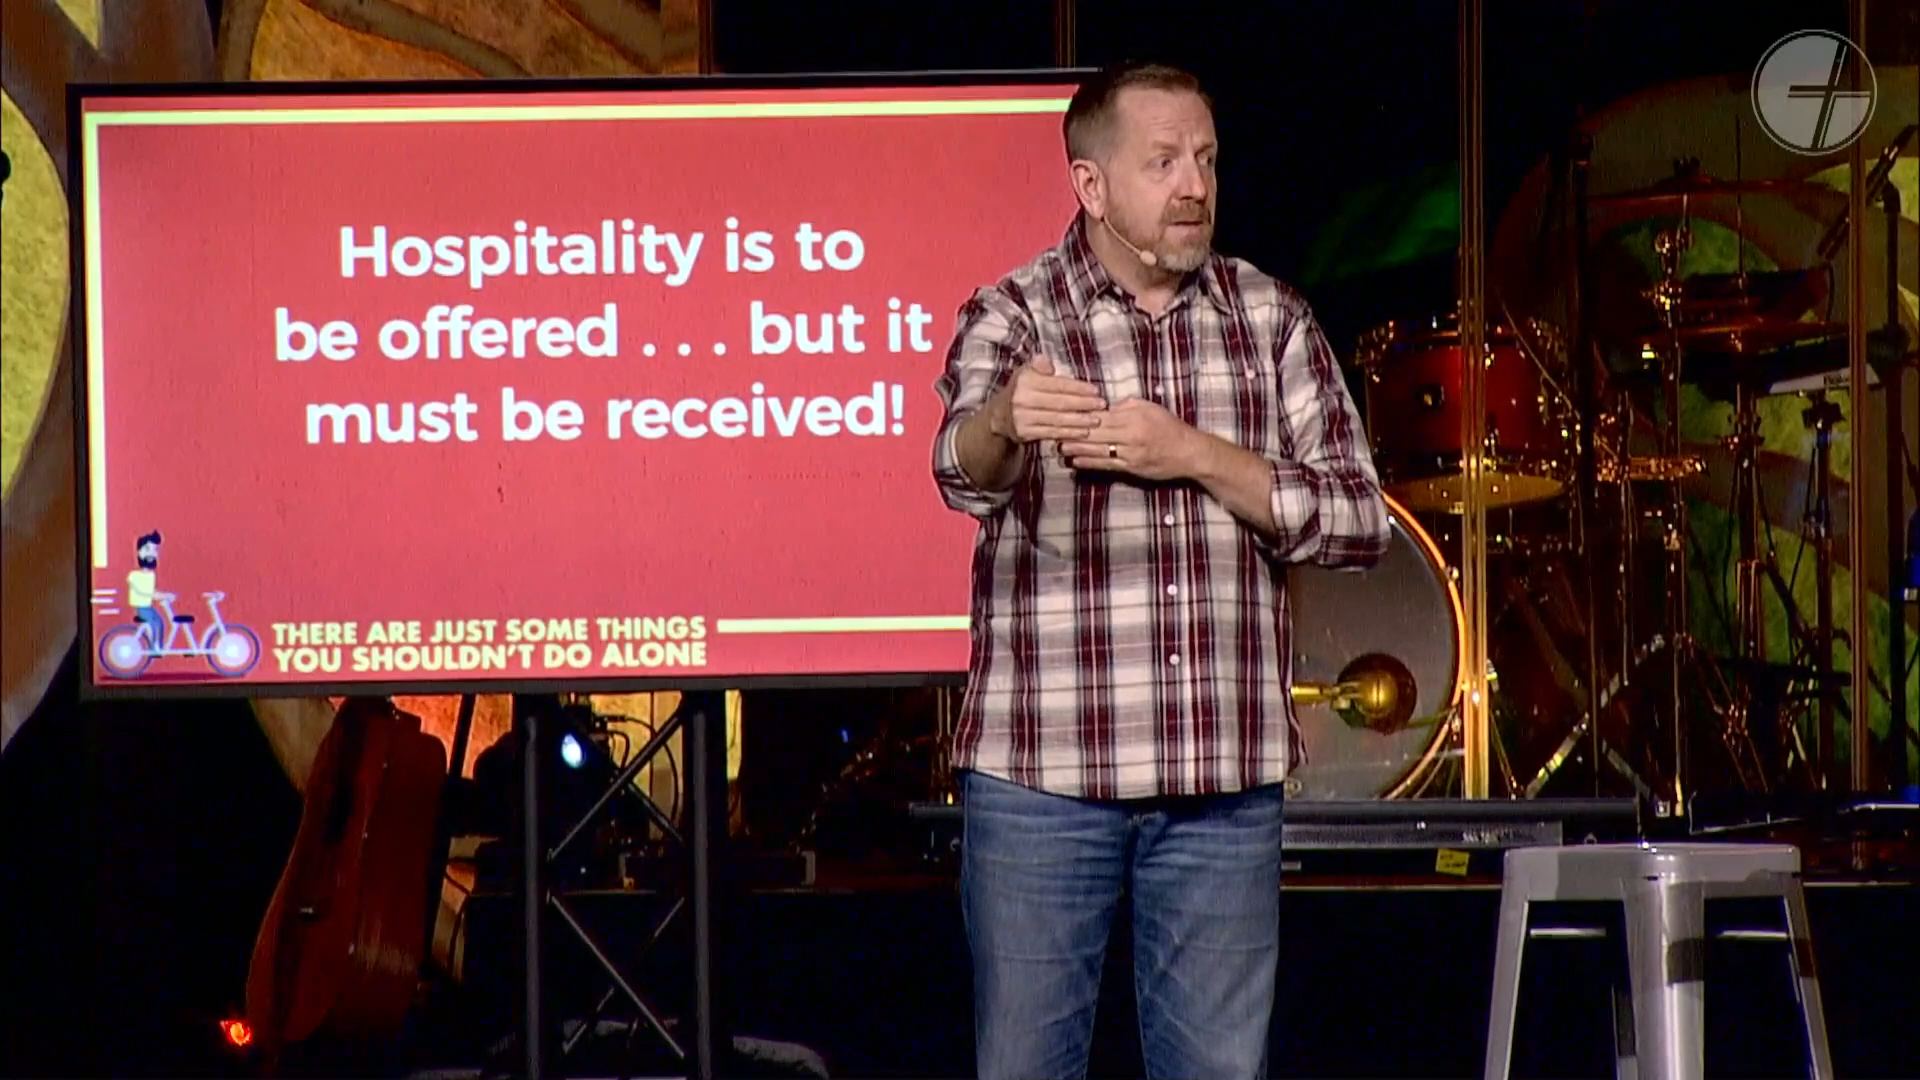 Hospitality is to
be offered . . . but it
must be received!
THERE ARE JUST SOME THINGS
YOU SHOULDN'T DO ALONE